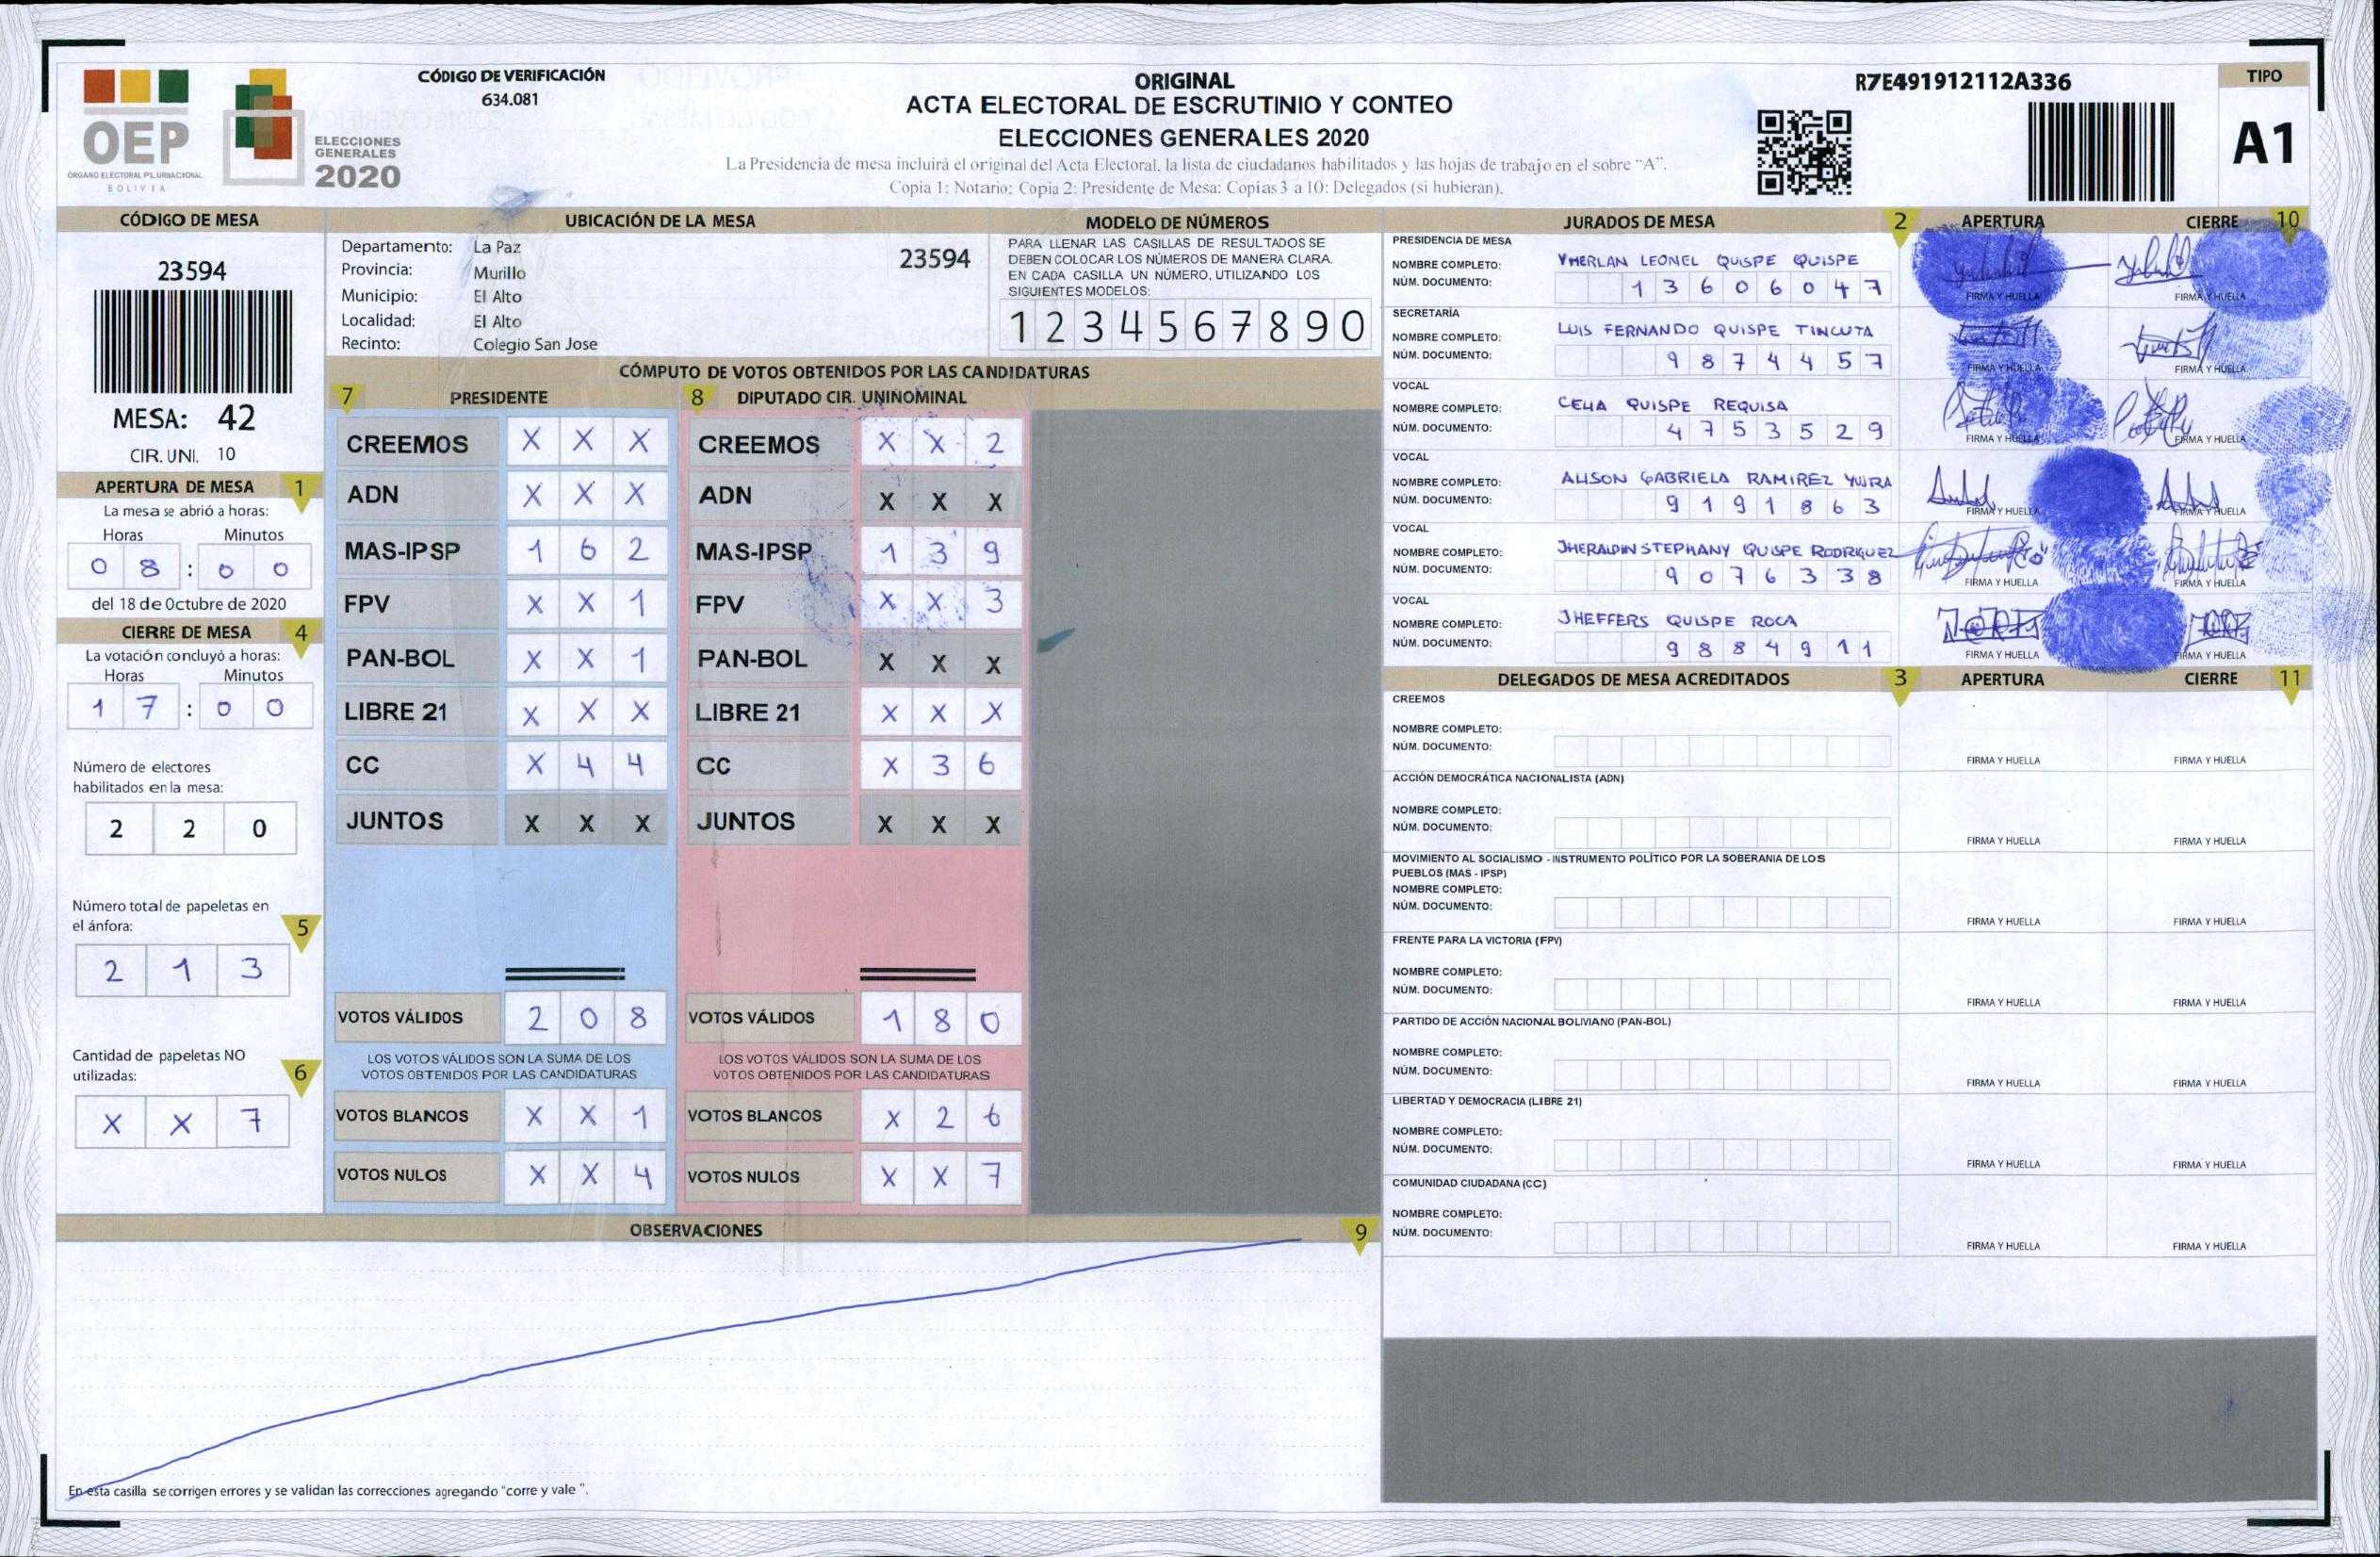 CÓDIGO DE VERIFICACIÓN
634.081
OEP
ÓRGANO ELECTORAL PLURINACIONAL
BOLIVIA
ELECCIONES
GENERALES
2020
ORIGINAL
ACTA ELECTORAL DE ESCRUTINIO Y CONTEO
ELECCIONES GENERALES 2020
La Presidencia de mesa incluirá el original del Acta Electoral, la lista de ciudadanos habilitados y las hojas de trabajo en el sobre "A".
Copia 1: Notario; Copia 2: Presidente de Mesa: Copias 3 a 10: Delegados (si hubieran).
R7E491912112A336
TIPO
A1
CÓDIGO DE MESA
23594
MESA: 42
CIR. UNI. 10
APERTURA DE MESA 1
La mesa se abrió a horas:
Horas Minutos
0 8 : 0 0
del 18 de Octubre de 2020
CIERRE DE MESA 4
La votación concluyó a horas:
Horas Minutos
1 7 : 0 0
Número de electores
habilitados en la mesa:
2 2 0
Número total de papeletas en
el ánfora: 5
2 1 3
Cantidad de papeletas NO
utilizadas: 6
X X 7
UBICACIÓN DE LA MESA
Departamento: La Paz
23594
Provincia: Murillo
Municipio: El Alto
Localidad: El Alto
Recinto: Colegio San Jose
MODELO DE NÚMEROS
PARA LLENAR LAS CASILLAS DE RESULTADOS SE
DEBEN COLOCAR LOS NÚMEROS DE MANERA CLARA.
EN CADA CASILLA UN NÚMERO, UTILIZANDO LOS
SIGUIENTES MODELOS:
1 2 3 4 5 6 7 8 9 0
CÓMPUTO DE VOTOS OBTENIDOS POR LAS CANDIDATURAS
7 PRESIDENTE
CREEMOS X X X
ADN X X X
MAS-IPSP 1 6 2
FPV X X 1
PAN-BOL X X 1
LIBRE 21 X X X
CC X 4 4
JUNTOS X X X
VOTOS VÁLIDOS 2 0 8
LOS VOTOS VÁLIDOS SON LA SUMA DE LOS
VOTOS OBTENIDOS POR LAS CANDIDATURAS
VOTOS BLANCOS X X 1
VOTOS NULOS X X 4
8 DIPUTADO CIR. UNINOMINAL
CREEMOS X X 2
ADN X X X
MAS-IPSP 1 3 9
FPV X X 3
PAN-BOL X X X
LIBRE 21 X X X
CC X 3 6
JUNTOS X X X
VOTOS VÁLIDOS 1 8 0
LOS VOTOS VÁLIDOS SON LA SUMA DE LOS
VOTOS OBTENIDOS POR LAS CANDIDATURAS
VOTOS BLANCOS X 2 6
VOTOS NULOS X X 7
OBSERVACIONES 9
En esta casilla se corrigen errores y se validan las correcciones agregando "corre y vale ".
JURADOS DE MESA 2 APERTURA CIERRE 10
PRESIDENCIA DE MESA
NOMBRE COMPLETO: YHERLAN LEONEL QUISPE QUISPE
NÚM. DOCUMENTO: 1 3 6 0 6 0 4 7
FIRMA Y HUELLA FIRMA Y HUELLA
SECRETARÍA
NOMBRE COMPLETO: LUIS FERNANDO QUISPE TINCUTA
NÚM. DOCUMENTO: 9 8 7 4 4 5 7
FIRMA Y HUELLA FIRMA Y HUELLA
VOCAL
NOMBRE COMPLETO: CELIA QUISPE REQUISA
NÚM. DOCUMENTO: 4 7 5 3 5 2 9
FIRMA Y HUELLA FIRMA Y HUELLA
VOCAL
NOMBRE COMPLETO: ALISON GABRIELA RAMIREZ YUJRA
NÚM. DOCUMENTO: 9 1 9 1 8 6 3
FIRMA Y HUELLA FIRMA Y HUELLA
VOCAL
NOMBRE COMPLETO: JHERALDIN STEPHANY QUISPE RODRIGUEZ
NÚM. DOCUMENTO: 9 0 7 6 3 3 8
FIRMA Y HUELLA FIRMA Y HUELLA
VOCAL
NOMBRE COMPLETO: JHEFFERS QUISPE ROCA
NÚM. DOCUMENTO: 9 8 8 4 9 1 1
FIRMA Y HUELLA FIRMA Y HUELLA
DELEGADOS DE MESA ACREDITADOS 3 APERTURA CIERRE 11
CREEMOS
NOMBRE COMPLETO:
NÚM. DOCUMENTO:
FIRMA Y HUELLA FIRMA Y HUELLA
ACCIÓN DEMOCRÁTICA NACIONALISTA (ADN)
NOMBRE COMPLETO:
NÚM. DOCUMENTO:
FIRMA Y HUELLA FIRMA Y HUELLA
MOVIMIENTO AL SOCIALISMO - INSTRUMENTO POLÍTICO POR LA SOBERANIA DE LOS
PUEBLOS (MAS - IPSP)
NOMBRE COMPLETO:
NÚM. DOCUMENTO:
FIRMA Y HUELLA FIRMA Y HUELLA
FRENTE PARA LA VICTORIA (FPV)
NOMBRE COMPLETO:
NÚM. DOCUMENTO:
FIRMA Y HUELLA FIRMA Y HUELLA
PARTIDO DE ACCIÓN NACIONAL BOLIVIANO (PAN-BOL)
NOMBRE COMPLETO:
NÚM. DOCUMENTO:
FIRMA Y HUELLA FIRMA Y HUELLA
LIBERTAD Y DEMOCRACIA (LIBRE 21)
NOMBRE COMPLETO:
NÚM. DOCUMENTO:
FIRMA Y HUELLA FIRMA Y HUELLA
COMUNIDAD CIUDADANA (CC)
NOMBRE COMPLETO:
NÚM. DOCUMENTO:
FIRMA Y HUELLA FIRMA Y HUELLA